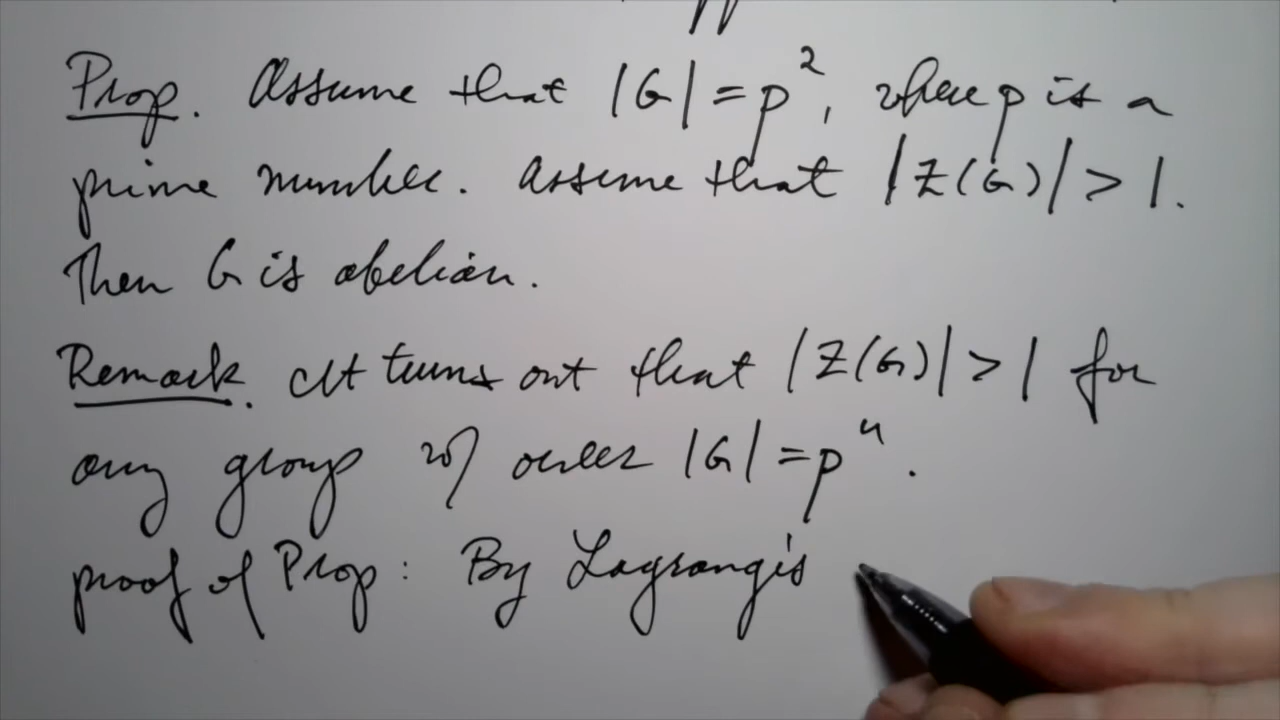 Prop. Assume that |G| = p², where p is a
prime number. Assume that |Z(G)| > 1.
Then G is abelian.
Remark. It turns out that |Z(G)| > 1 for
any group of order |G| = pⁿ.
proof of Prop: By Lagrange's